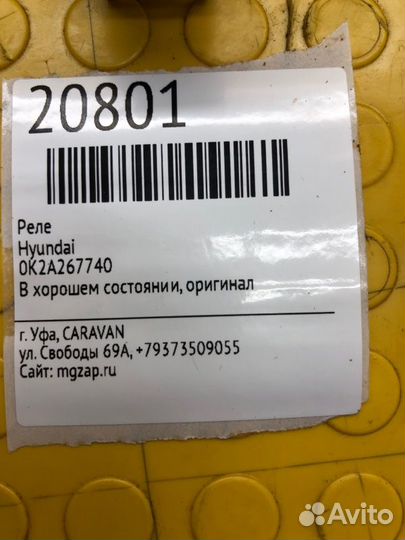 20801
Реле
Hyundai
0K2A267740
В хорошем состоянии, оригинал
г. Уфа, CARAVAN
ул. Свободы 69А, +79373509055
Сайт: mgzap.ru
Avito